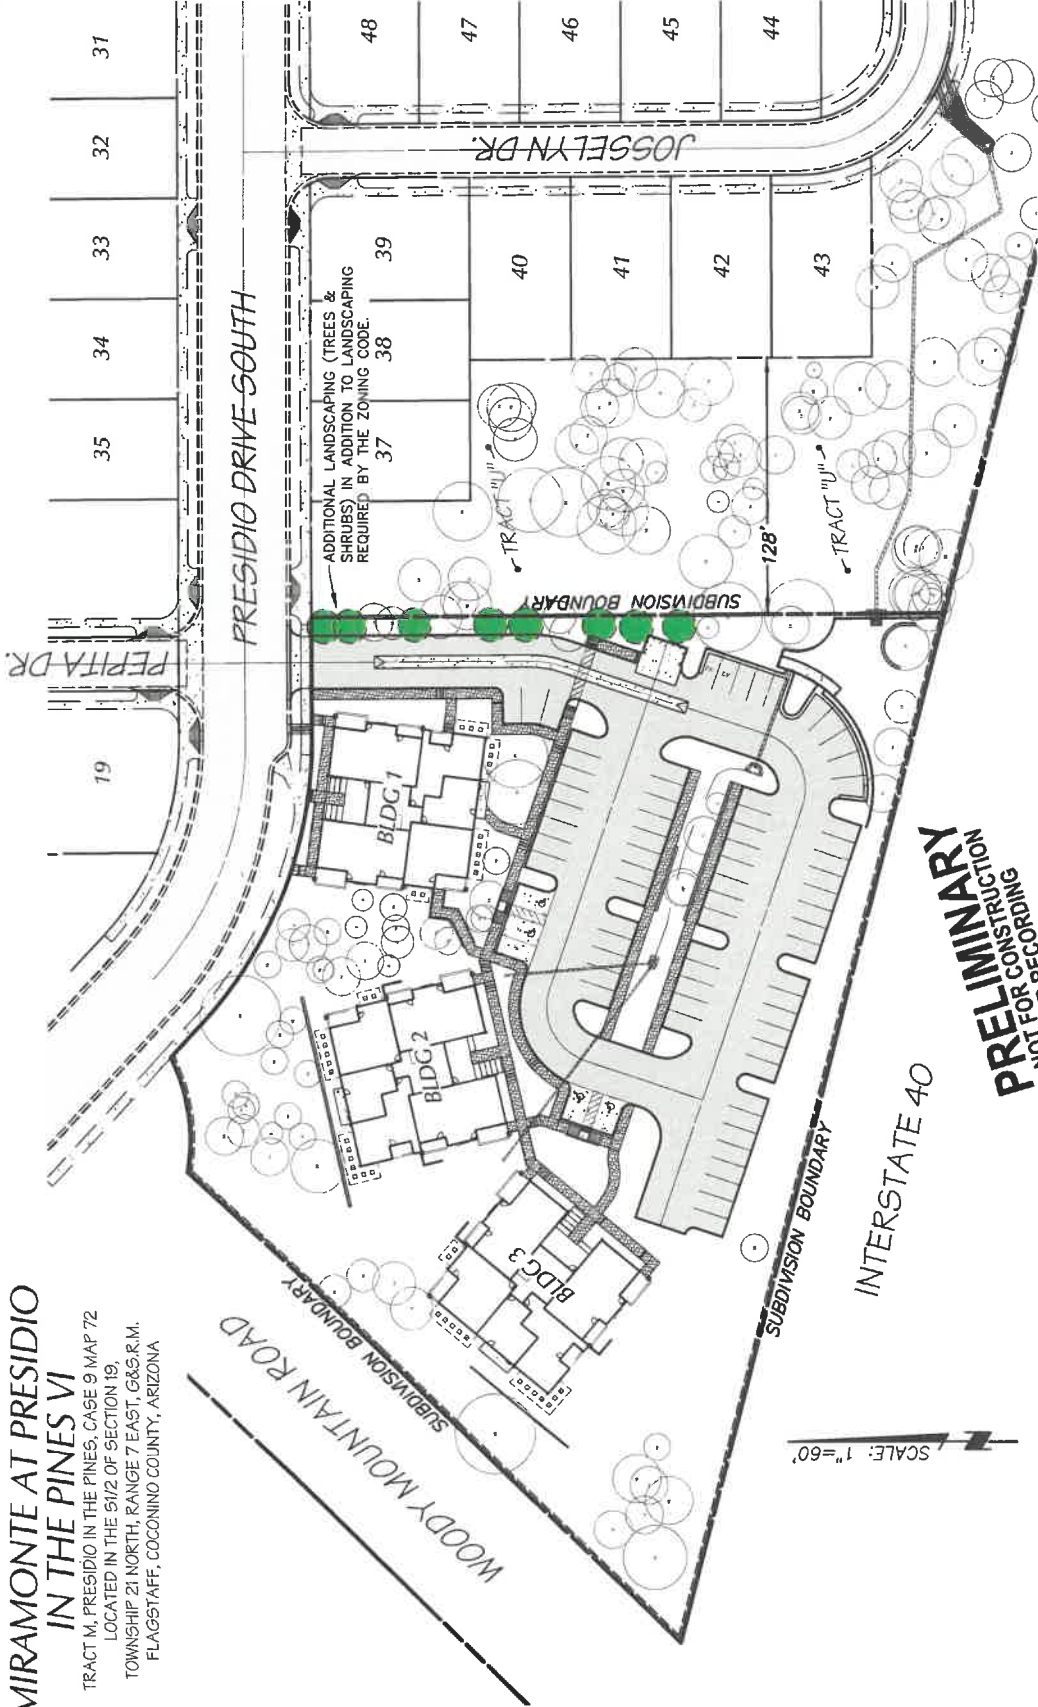 MIRAMONTE AT PRESIDIO
IN THE PINES VI
TRACT M, PRESIDIO IN THE PINES, CASE 9 MAP 72
LOCATED IN THE S1/2 OF SECTION 19,
TOWNSHIP 21 NORTH, RANGE 7 EAST, G&S.R.M.
FLAGSTAFF, COCONINO COUNTY, ARIZONA
19
PEPITA DR.
35
34
33
32
31
PRESIDIO DRIVE SOUTH
ADDITIONAL LANDSCAPING (TREES &
SHRUBS) IN ADDITION TO LANDSCAPING
REQUIRED BY THE ZONING CODE.
37
38
39
40
41
42
43
JOSSELYN DR.
48
47
46
45
44
TRACT "U"
TRACT "U"
128'
SUBDIVISION BOUNDARY
BLDG 1
BLDG 2
BLDG 3
SUBDIVISION BOUNDARY
WOODY MOUNTAIN ROAD
SUBDIVISION BOUNDARY
INTERSTATE 40
SCALE: 1"=60'
PRELIMINARY
NOT FOR CONSTRUCTION
NOT FOR RECORDING